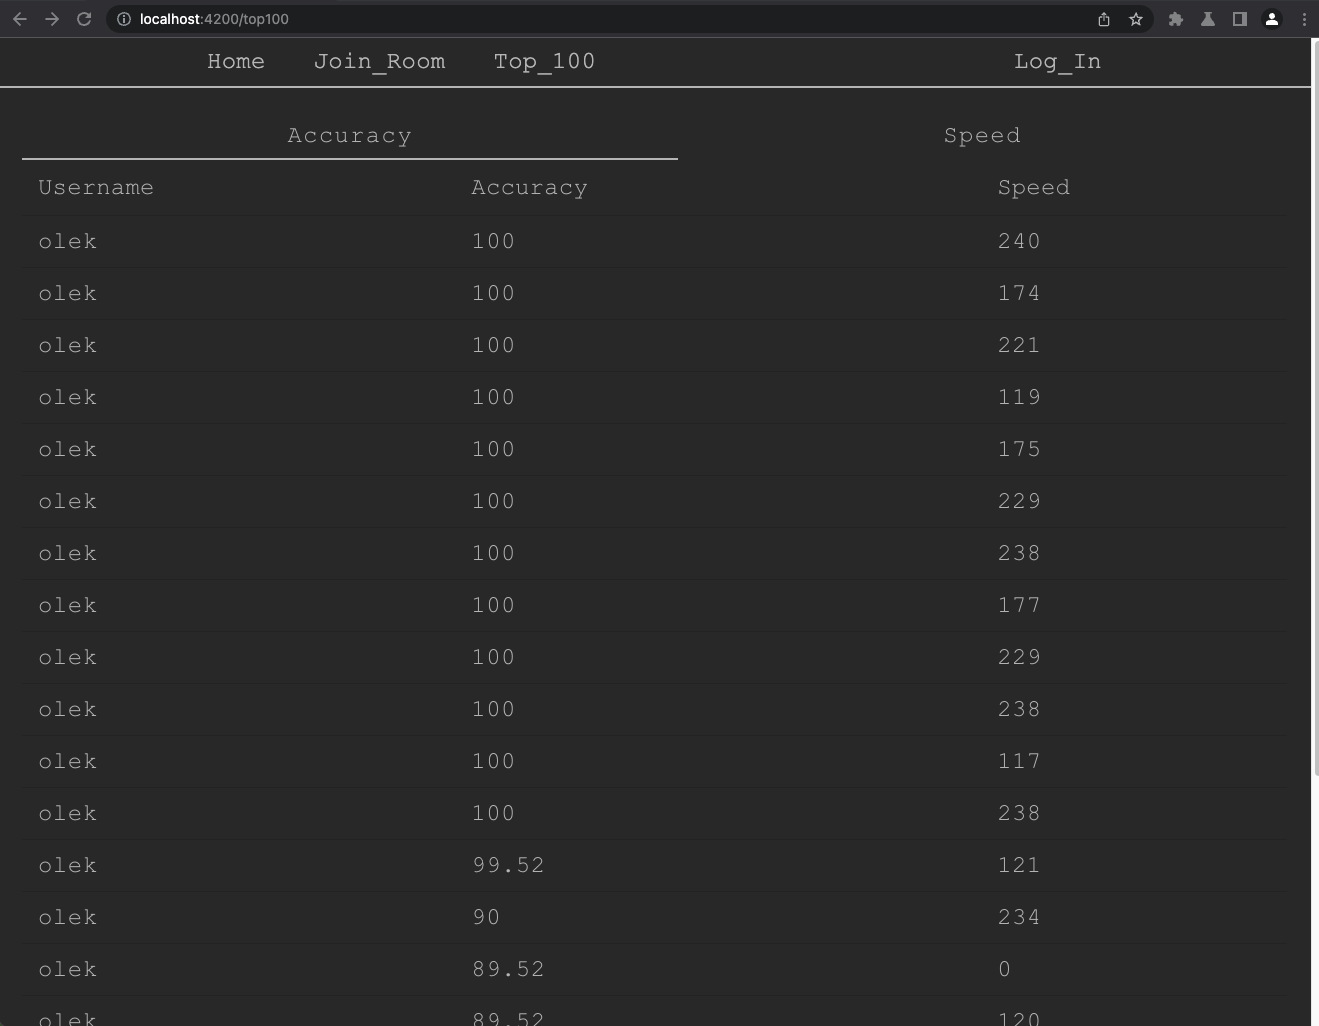 localhost:4200/top100
Home Join_Room Top_100 Log_In
Accuracy Speed
Username Accuracy Speed
olek 100 240
olek 100 174
olek 100 221
olek 100 119
olek 100 175
olek 100 229
olek 100 238
olek 100 177
olek 100 229
olek 100 238
olek 100 117
olek 100 238
olek 99.52 121
olek 90 234
olek 89.52 0
olek 89.52 120